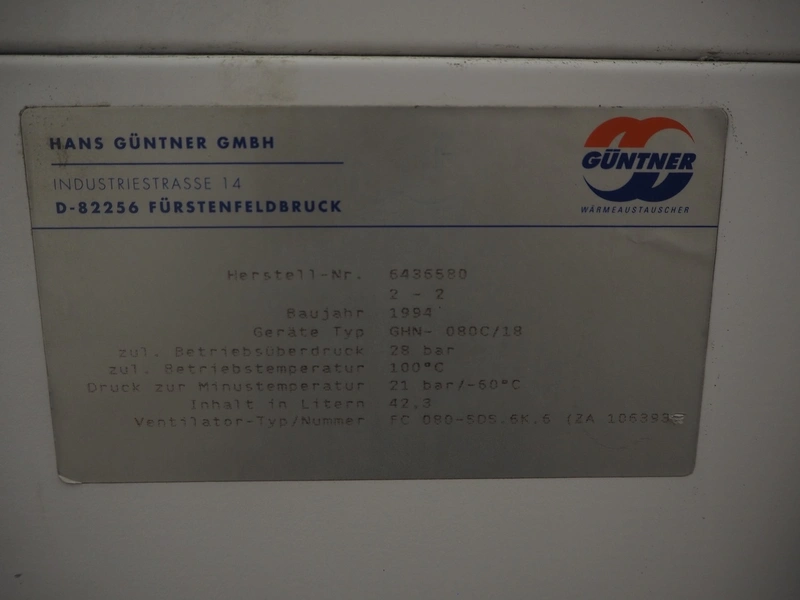 HANS GÜNTNER GMBH
INDUSTRIESTRASSE 14
D-82256 FÜRSTENFELDBRUCK
GÜNTNER
WÄRMEAUSTAUSCHER
Herstell-Nr. 6436580
2 - 2
Baujahr 1994
Geräte Typ GHN- 080C/18
zul. Betriebsüberdruck 28 bar
zul. Betriebstemperatur 100°C
Druck zur Minustemperatur 21 bar/-60°C
Inhalt in Litern 42.3
Ventilator-Typ/Nummer FC 080-SDS.6K.6 (ZA